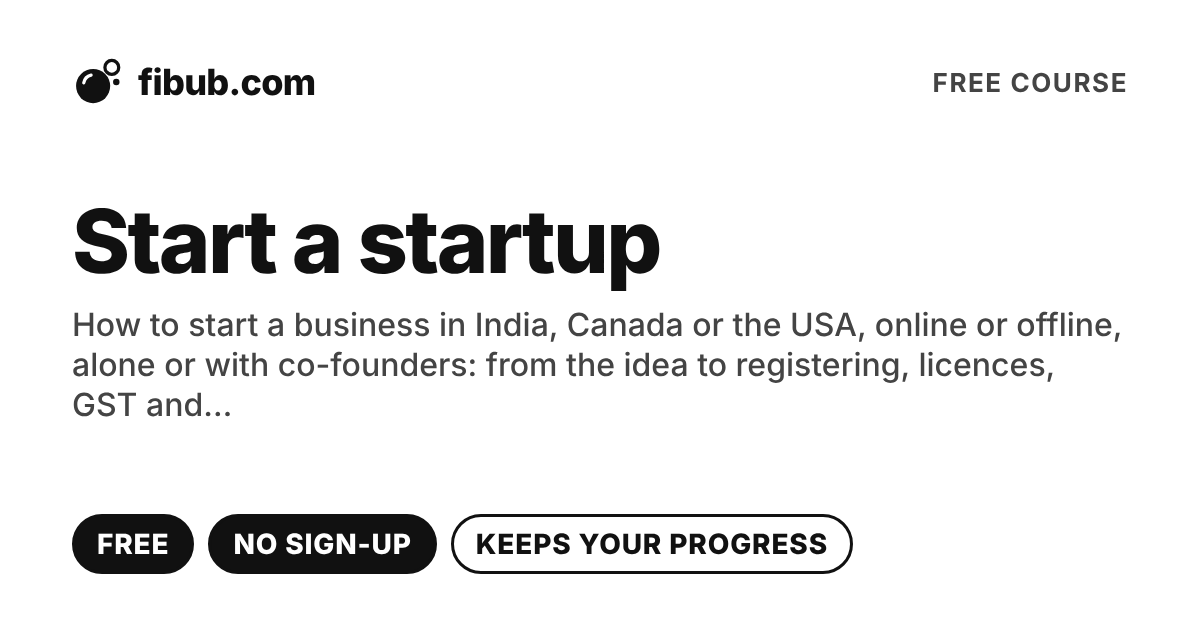 fibub.com
FREE COURSE
Start a startup
How to start a business in India, Canada or the USA, online or offline,
alone or with co-founders: from the idea to registering, licences,
GST and...
FREE
NO SIGN-UP
KEEPS YOUR PROGRESS